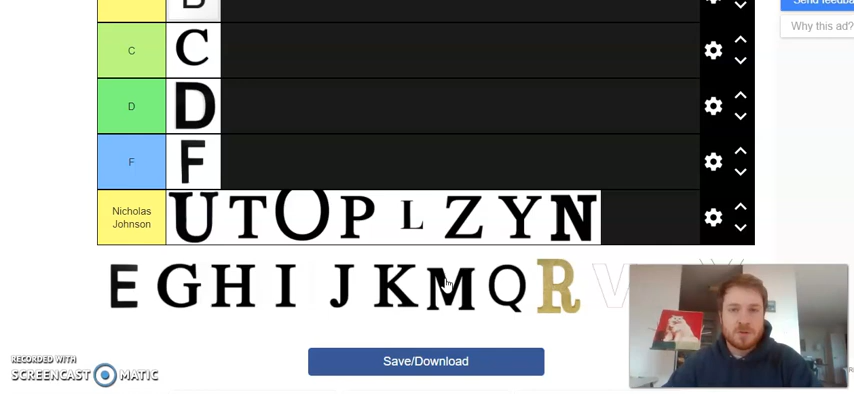 B
Send feedback
Why this ad?
C C
D D
F F
Nicholas
Johnson
U T O P L Z Y N
E G H I J K M Q R V
Save/Download
RECORDED WITH
SCREENCAST MATIC